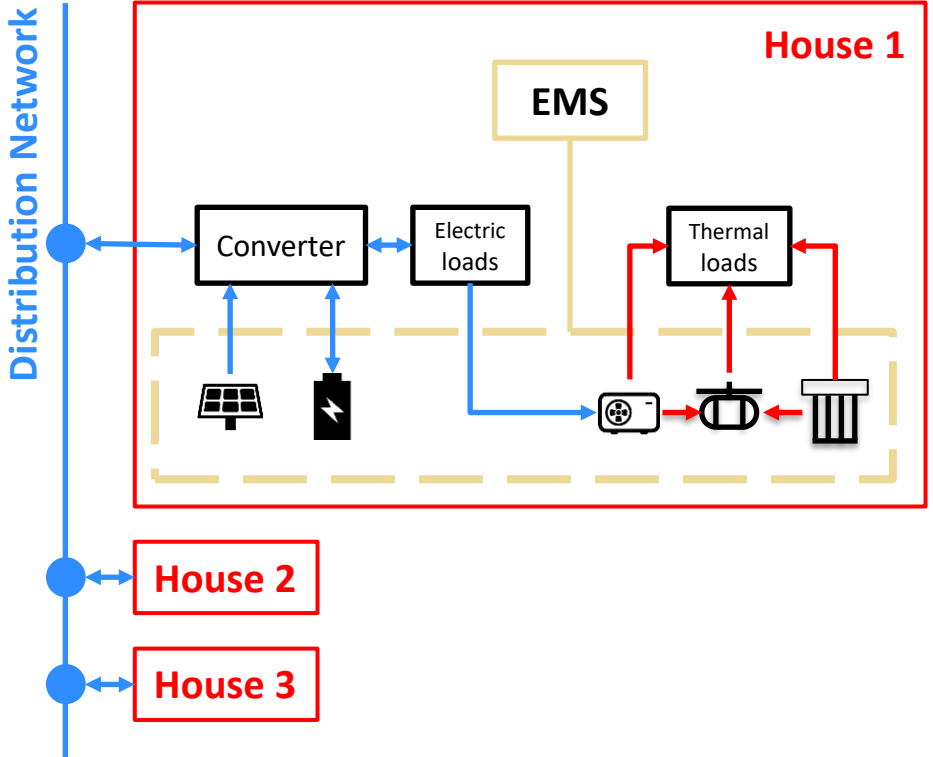 Distribution Network
House 1
EMS
Converter
Electric
loads
Thermal
loads
House 2
House 3